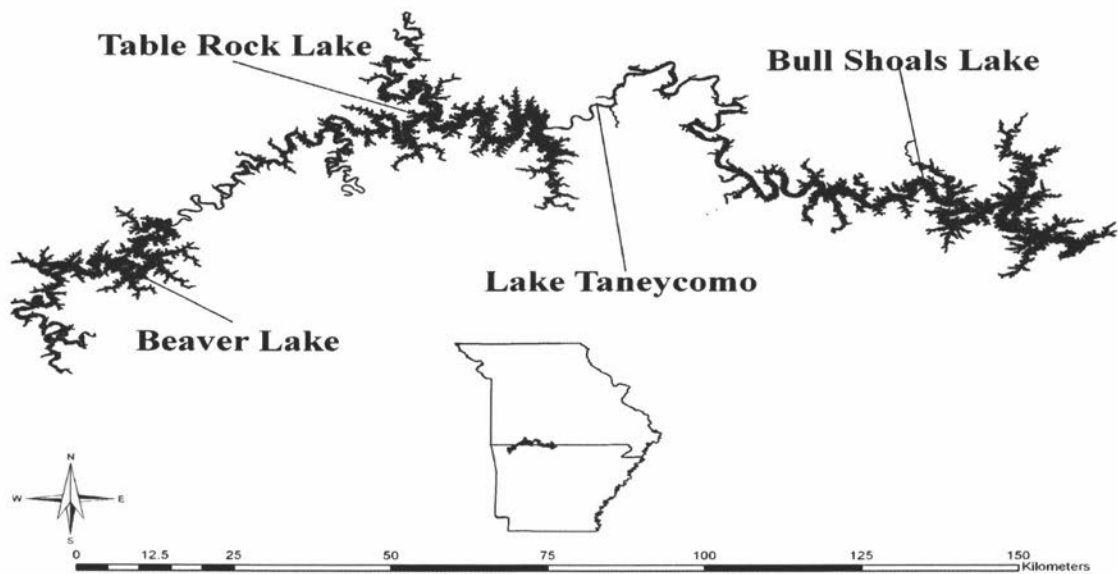 Table Rock Lake
Bull Shoals Lake
Lake Taneycomo
Beaver Lake
N
W E
S
0 12.5 25 50 75 100 125 150
Kilometers